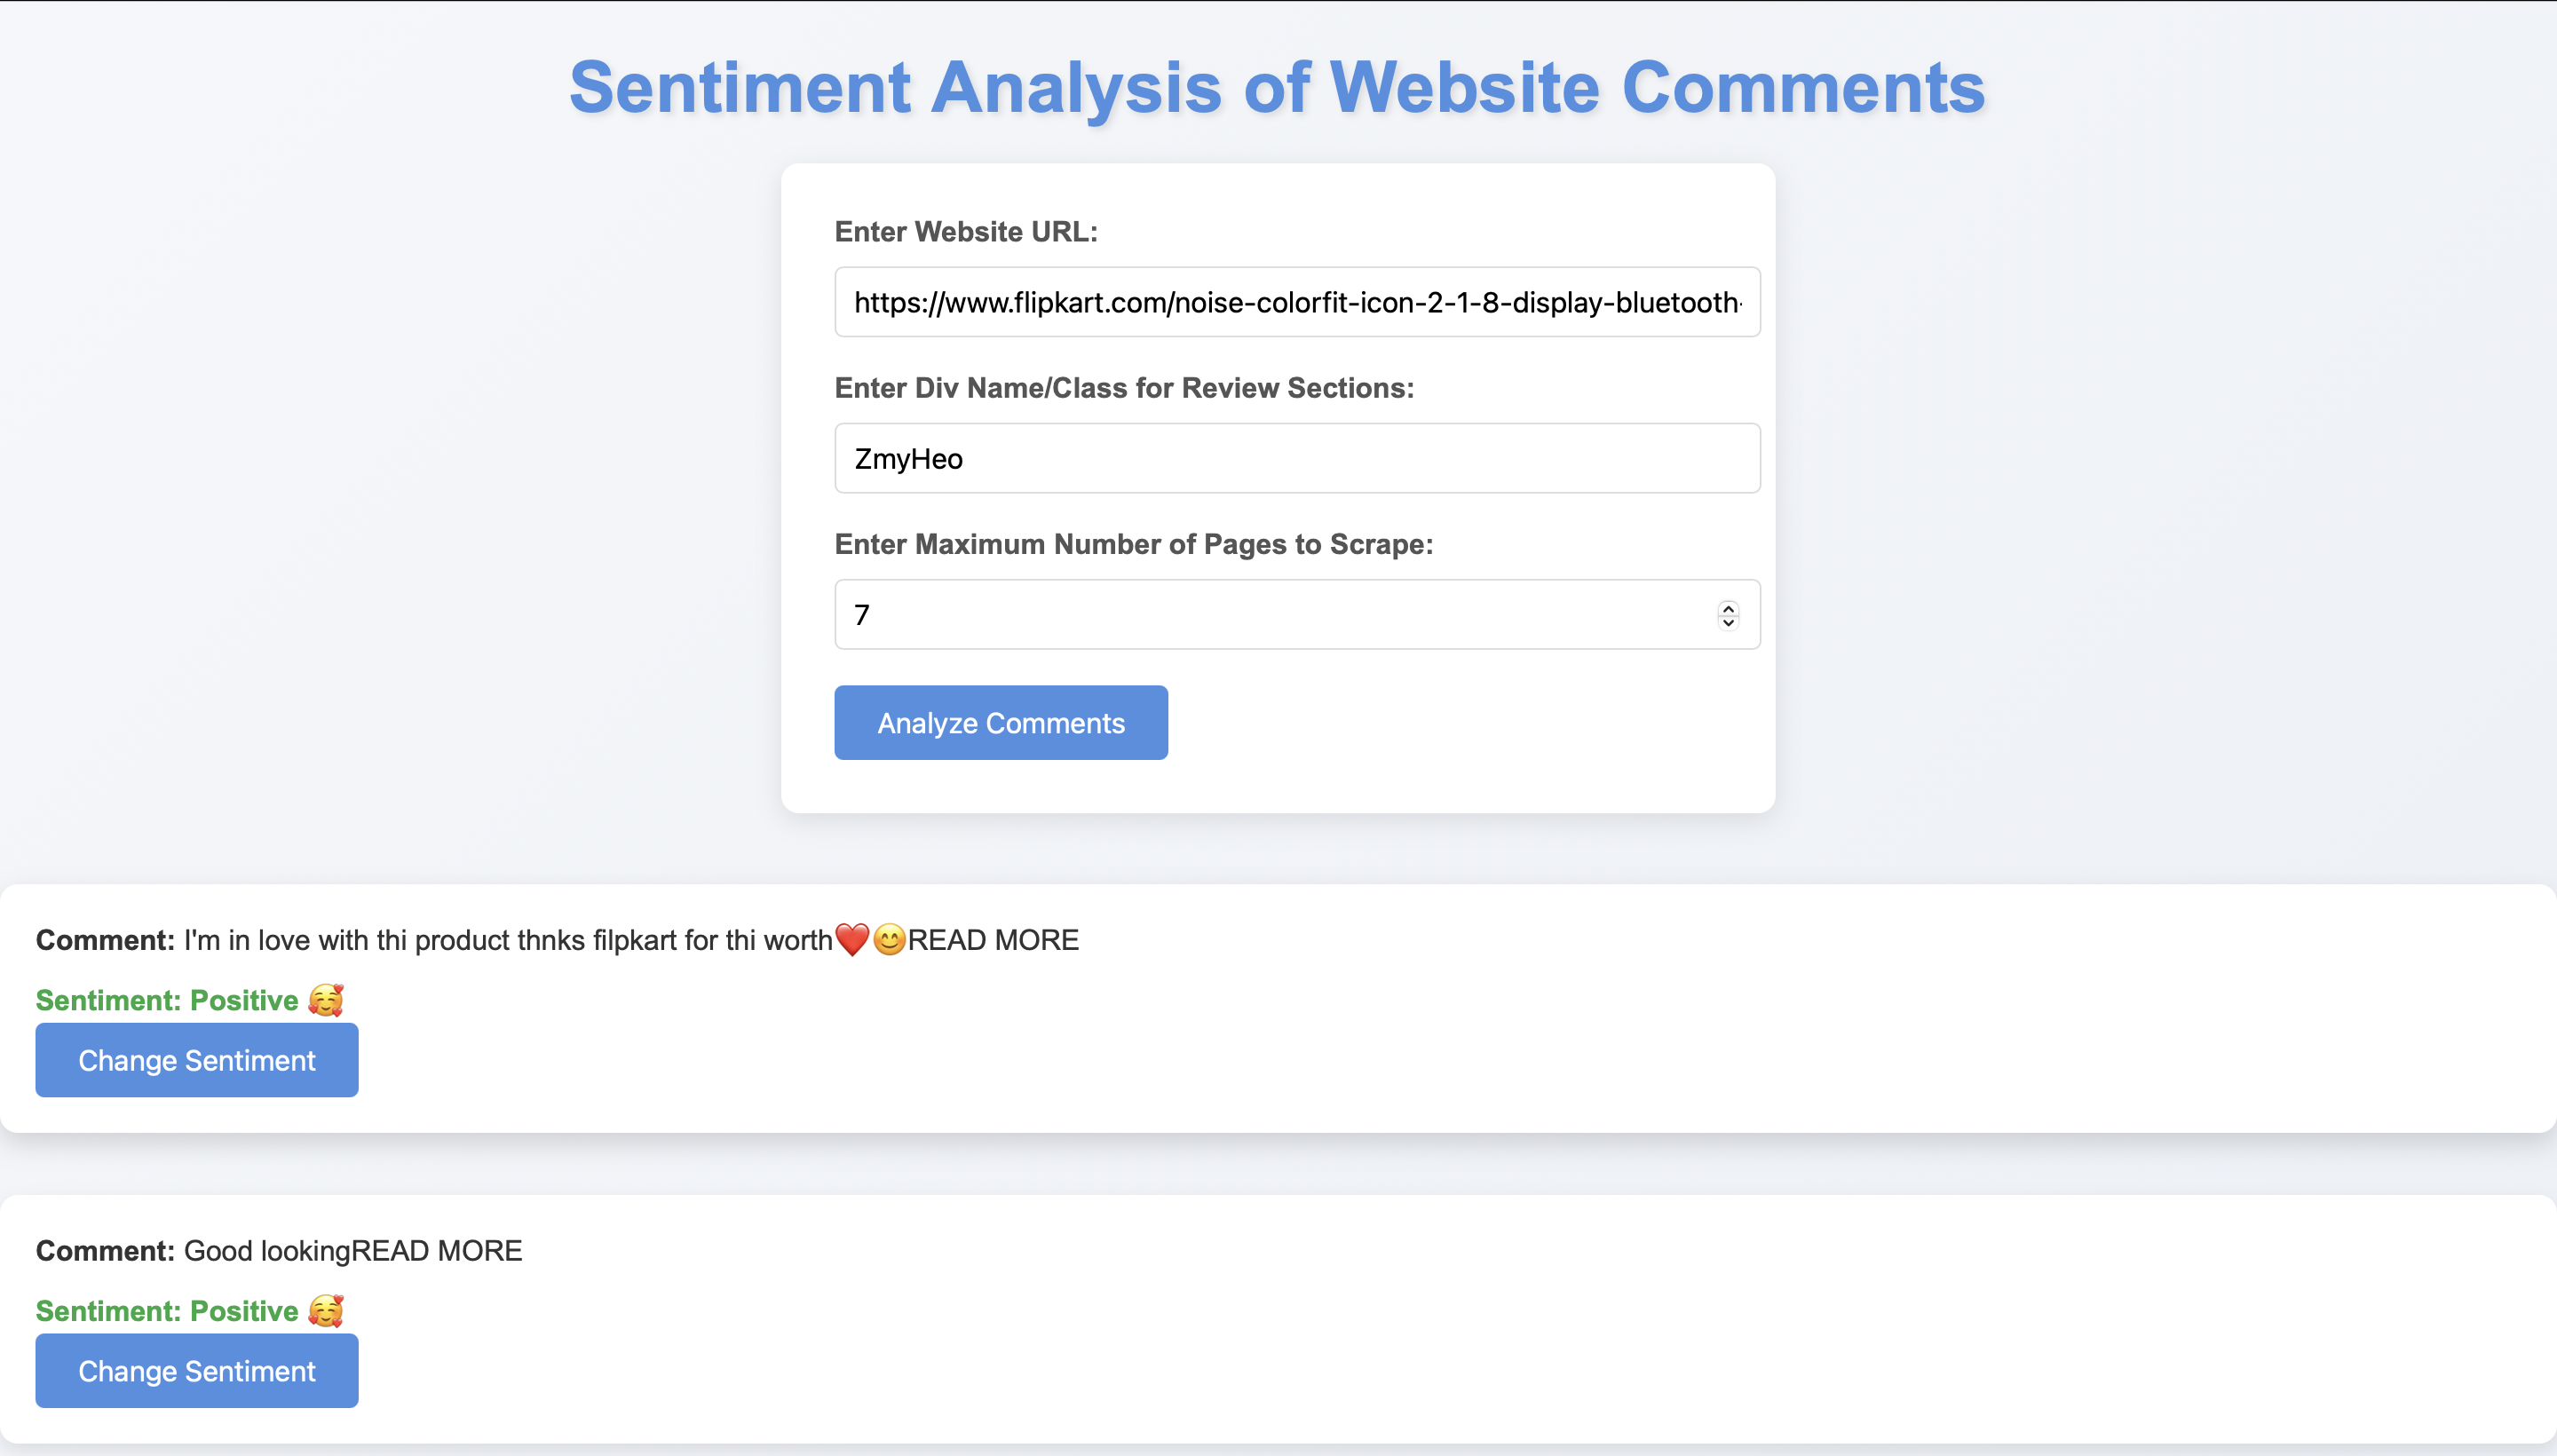 Sentiment Analysis of Website Comments
Enter Website URL:
https://www.flipkart.com/noise-colorfit-icon-2-1-8-display-bluetooth-
Enter Div Name/Class for Review Sections:
ZmyHeo
Enter Maximum Number of Pages to Scrape:
7
Analyze Comments
Comment: I'm in love with thi product thnks filpkart for thi worth❤️😊READ MORE
Sentiment: Positive 🥰
Change Sentiment
Comment: Good lookingREAD MORE
Sentiment: Positive 🥰
Change Sentiment